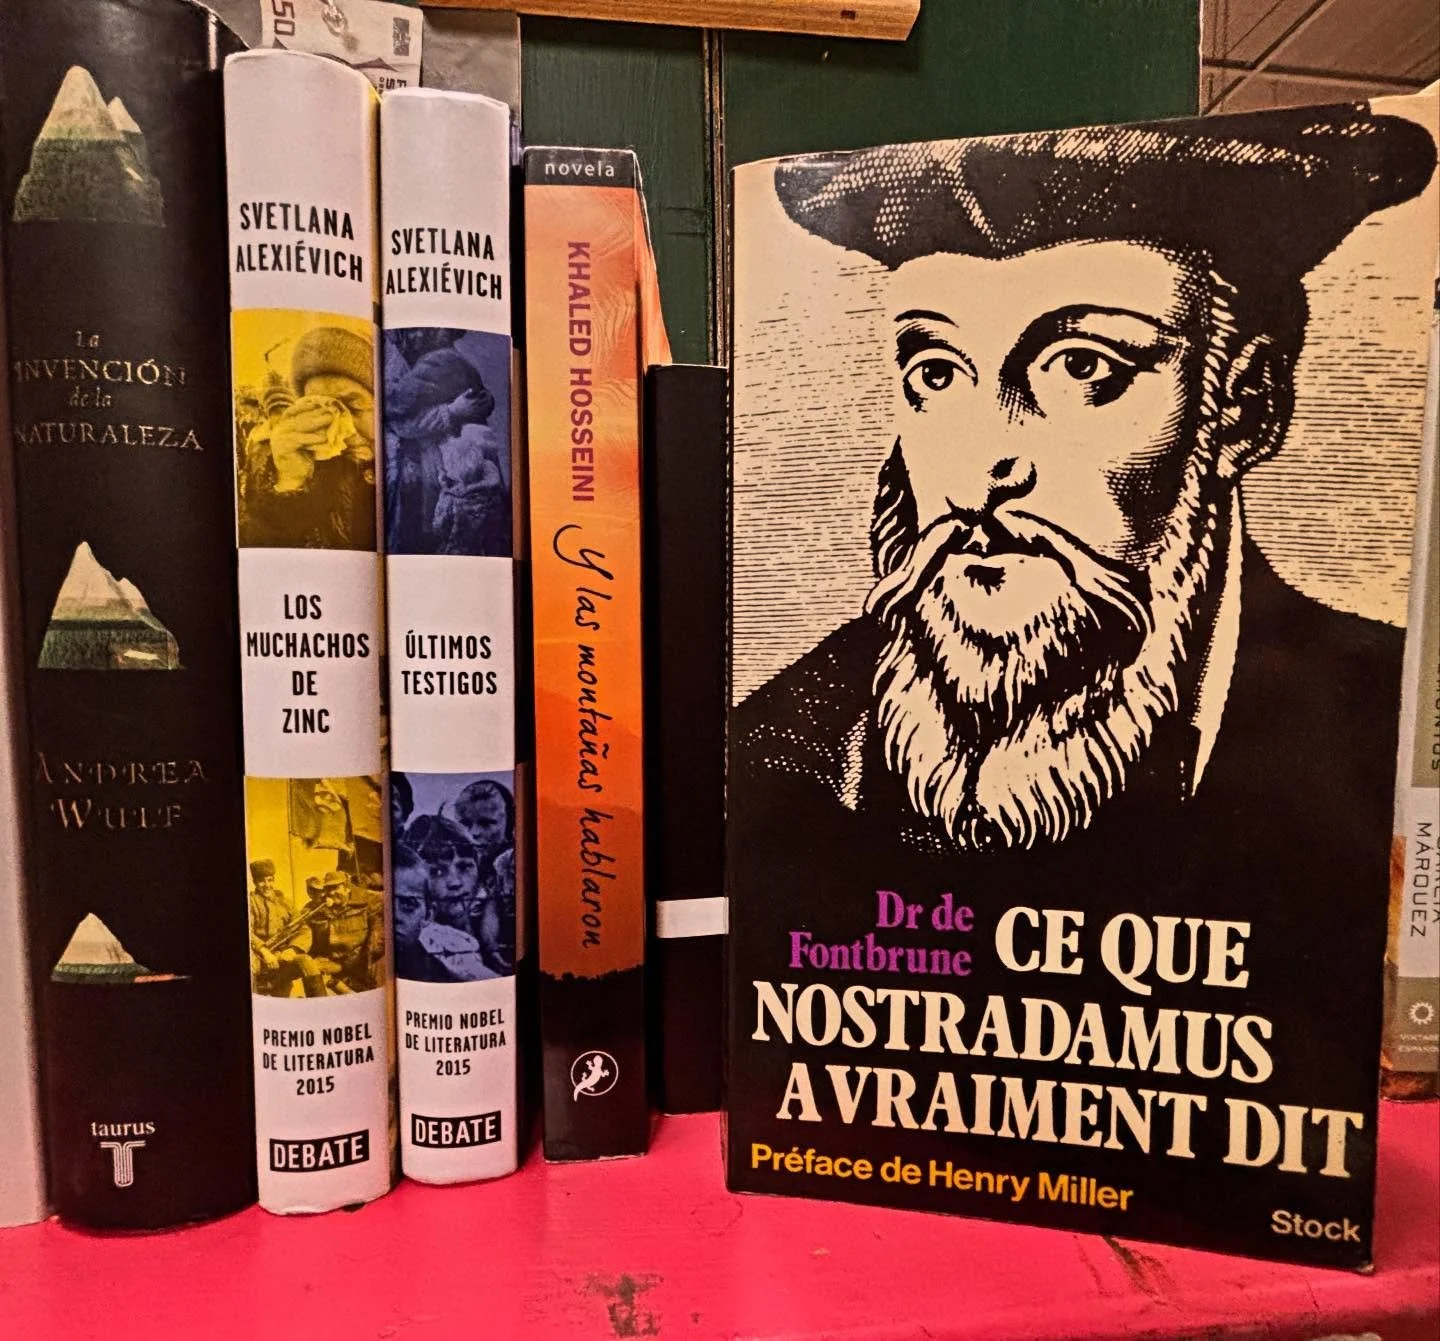 50
La
INVENCIÓN
de la
NATURALEZA
ANDREA
WULF
taurus
T
SVETLANA
ALEXIÉVICH
LOS
MUCHACHOS
DE
ZINC
PREMIO NOBEL
DE LITERATURA
2015
DEBATE
SVETLANA
ALEXIÉVICH
ÚLTIMOS
TESTIGOS
PREMIO NOBEL
DE LITERATURA
2015
DEBATE
novela
KHALED HOSSEINI Y las montañas hablaron
Dr de
Fontbrune
CE QUE
NOSTRADAMUS
A VRAIMENT DIT
Préface de Henry Miller
Stock
MÁRQUEZ